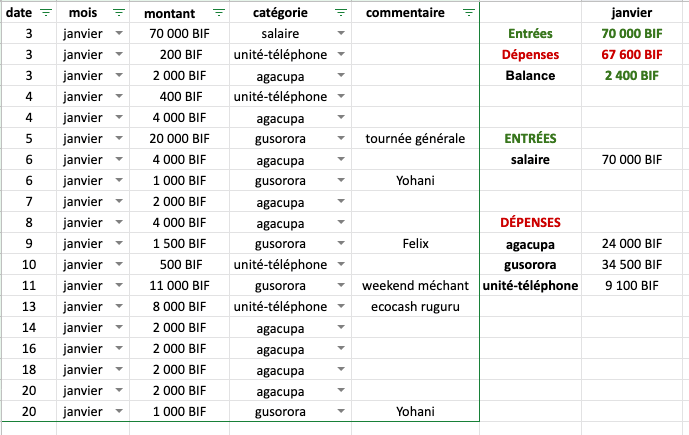 date mois montant catégorie commentaire janvier
3 janvier 70 000 BIF salaire Entrées 70 000 BIF
3 janvier 200 BIF unité-téléphone Dépenses 67 600 BIF
3 janvier 2 000 BIF agacupa Balance 2 400 BIF
4 janvier 400 BIF unité-téléphone
4 janvier 4 000 BIF agacupa
5 janvier 20 000 BIF gusorora tournée générale ENTRÉES
6 janvier 4 000 BIF agacupa salaire 70 000 BIF
6 janvier 1 000 BIF gusorora Yohani
7 janvier 2 000 BIF agacupa
8 janvier 4 000 BIF agacupa DÉPENSES
9 janvier 1 500 BIF gusorora Felix agacupa 24 000 BIF
10 janvier 500 BIF unité-téléphone gusorora 34 500 BIF
11 janvier 11 000 BIF gusorora weekend méchant unité-téléphone 9 100 BIF
13 janvier 8 000 BIF unité-téléphone ecocash ruguru
14 janvier 2 000 BIF agacupa
16 janvier 2 000 BIF agacupa
18 janvier 2 000 BIF agacupa
20 janvier 2 000 BIF agacupa
20 janvier 1 000 BIF gusorora Yohani